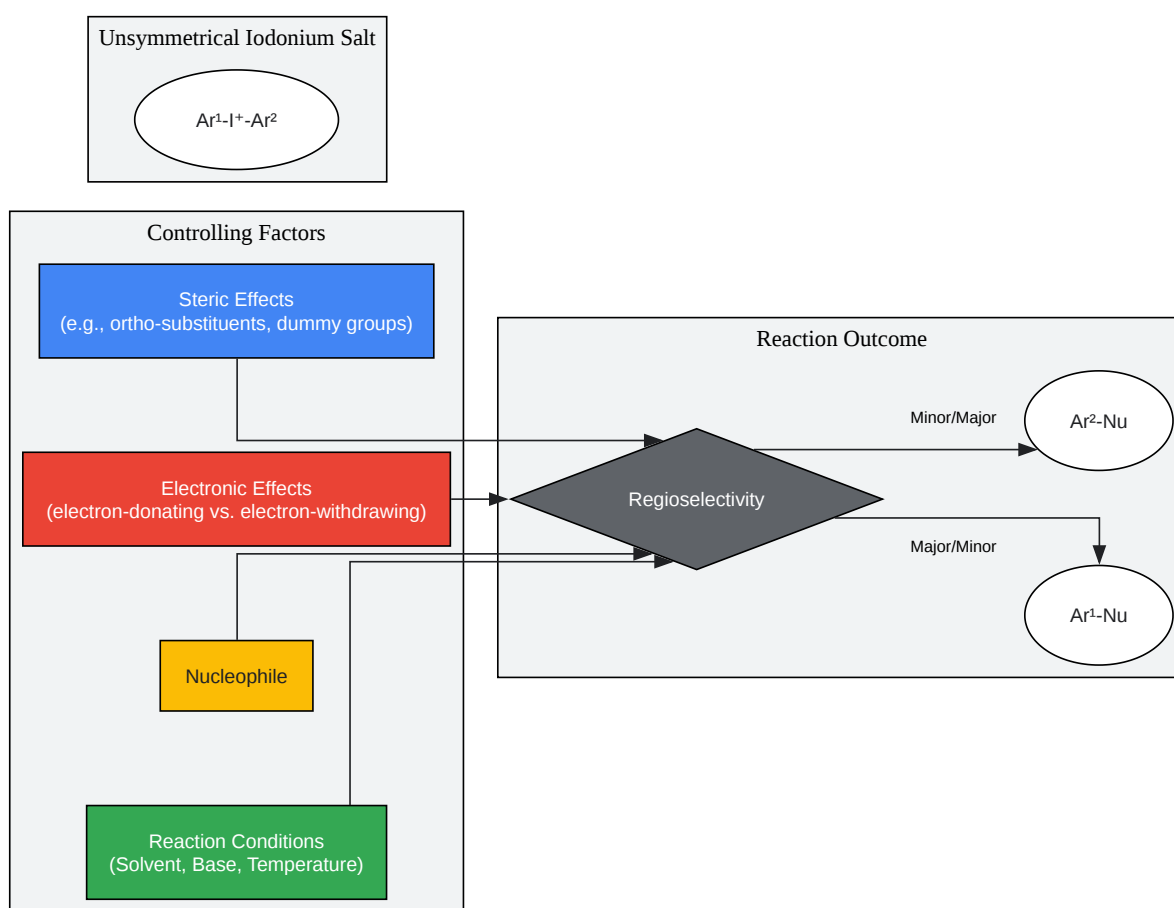 Unsymmetrical Iodonium Salt
Ar¹-I⁺-Ar²
Controlling Factors
Steric Effects
(e.g., ortho-substituents, dummy groups)
Electronic Effects
(electron-donating vs. electron-withdrawing)
Nucleophile
Reaction Conditions
(Solvent, Base, Temperature)
Reaction Outcome
Regioselectivity
Minor/Major
Ar²-Nu
Major/Minor
Ar¹-Nu